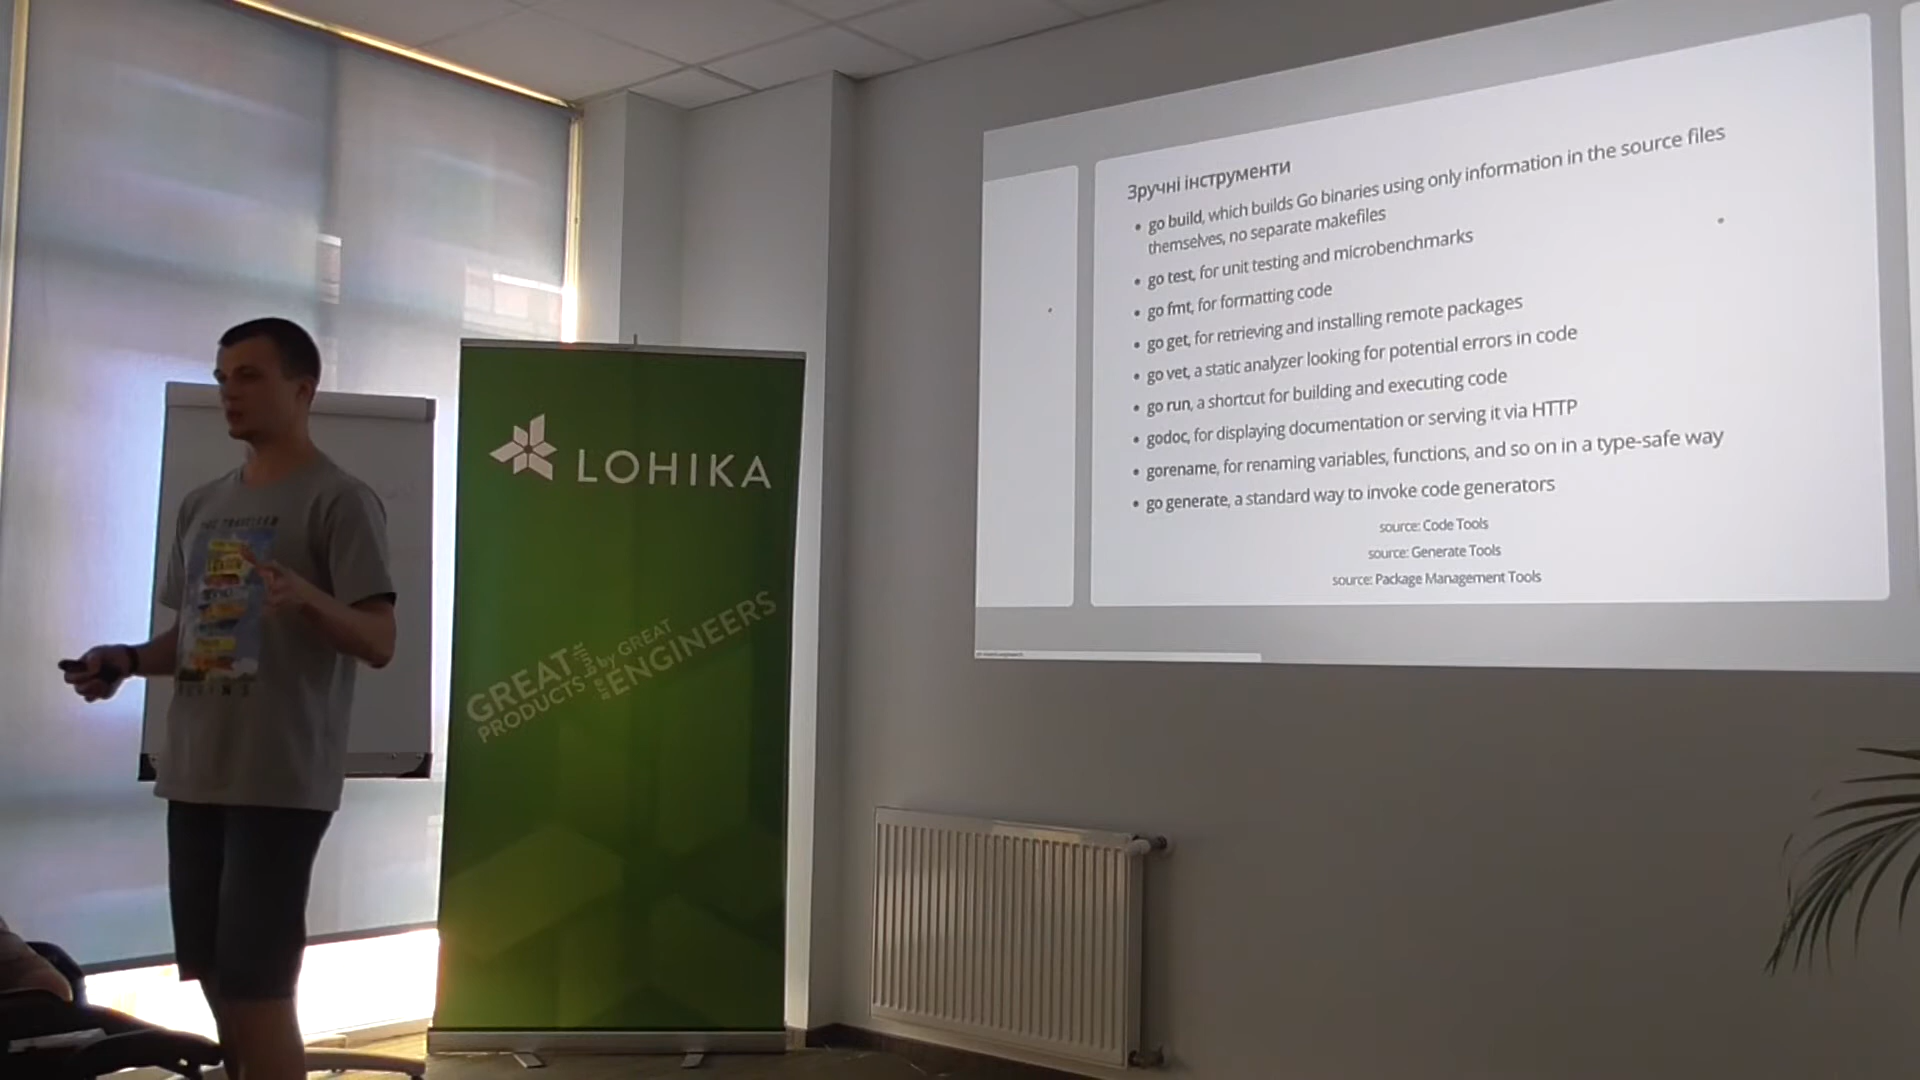 Зручні інструменти
• go build, which builds Go binaries using only information in the source files
themselves, no separate makefiles
• go test, for unit testing and microbenchmarks
• go fmt, for formatting code
• go get, for retrieving and installing remote packages
• go vet, a static analyzer looking for potential errors in code
• go run, a shortcut for building and executing code
• godoc, for displaying documentation or serving it via HTTP
• gorename, for renaming variables, functions, and so on in a type-safe way
• go generate, a standard way to invoke code generators
source: Code Tools
source: Generate Tools
source: Package Management Tools
LOHIKA
GREAT
PRODUCTS
are built
by GREAT
ENGINEERS